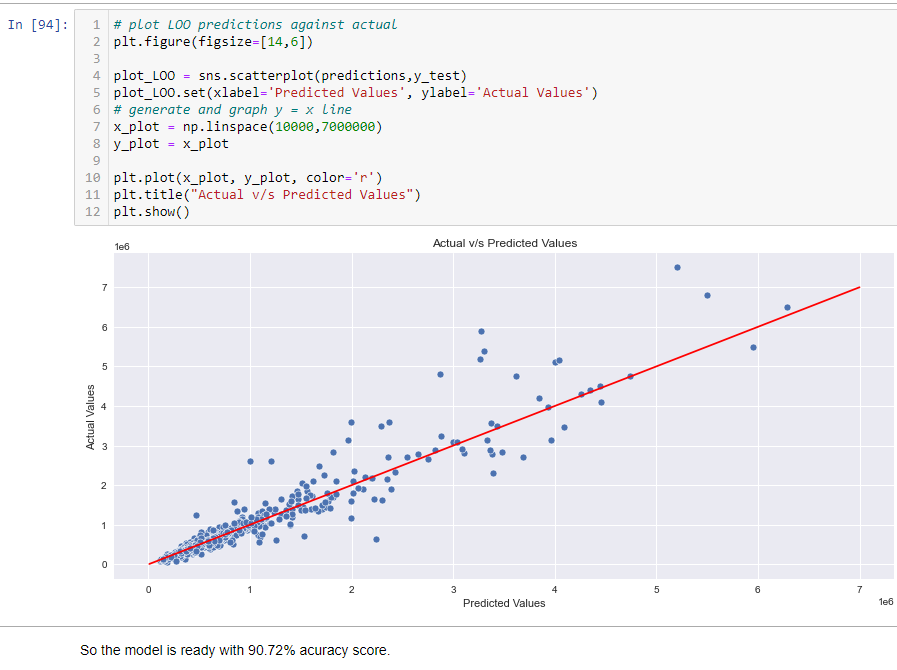 In [94]:
1 # plot LOO predictions against actual
2 plt.figure(figsize=[14,6])
3
4 plot_LOO = sns.scatterplot(predictions,y_test)
5 plot_LOO.set(xlabel='Predicted Values', ylabel='Actual Values')
6 # generate and graph y = x line
7 x_plot = np.linspace(10000,7000000)
8 y_plot = x_plot
9
10 plt.plot(x_plot, y_plot, color='r')
11 plt.title("Actual v/s Predicted Values")
12 plt.show()
Actual v/s Predicted Values
1e6
7
6
5
4
3
2
1
0
Actual Values
0 1 2 3 4 5 6 7
1e6
Predicted Values
So the model is ready with 90.72% acuracy score.